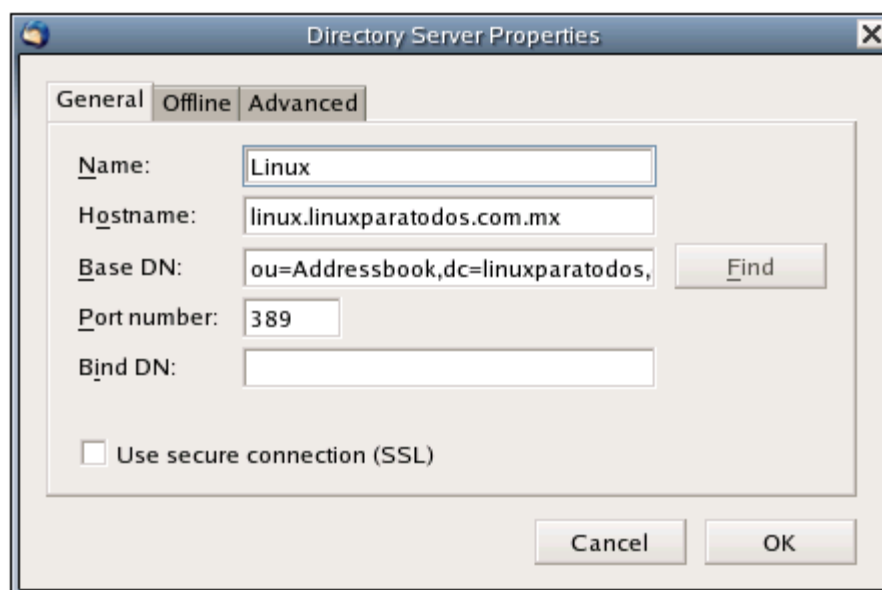 Directory Server Properties
General Offline Advanced
Name: Linux
Hostname: linux.linuxparatodos.com.mx
Base DN: ou=Addressbook,dc=linuxparatodos, Find
Port number: 389
Bind DN:
Use secure connection (SSL)
Cancel OK